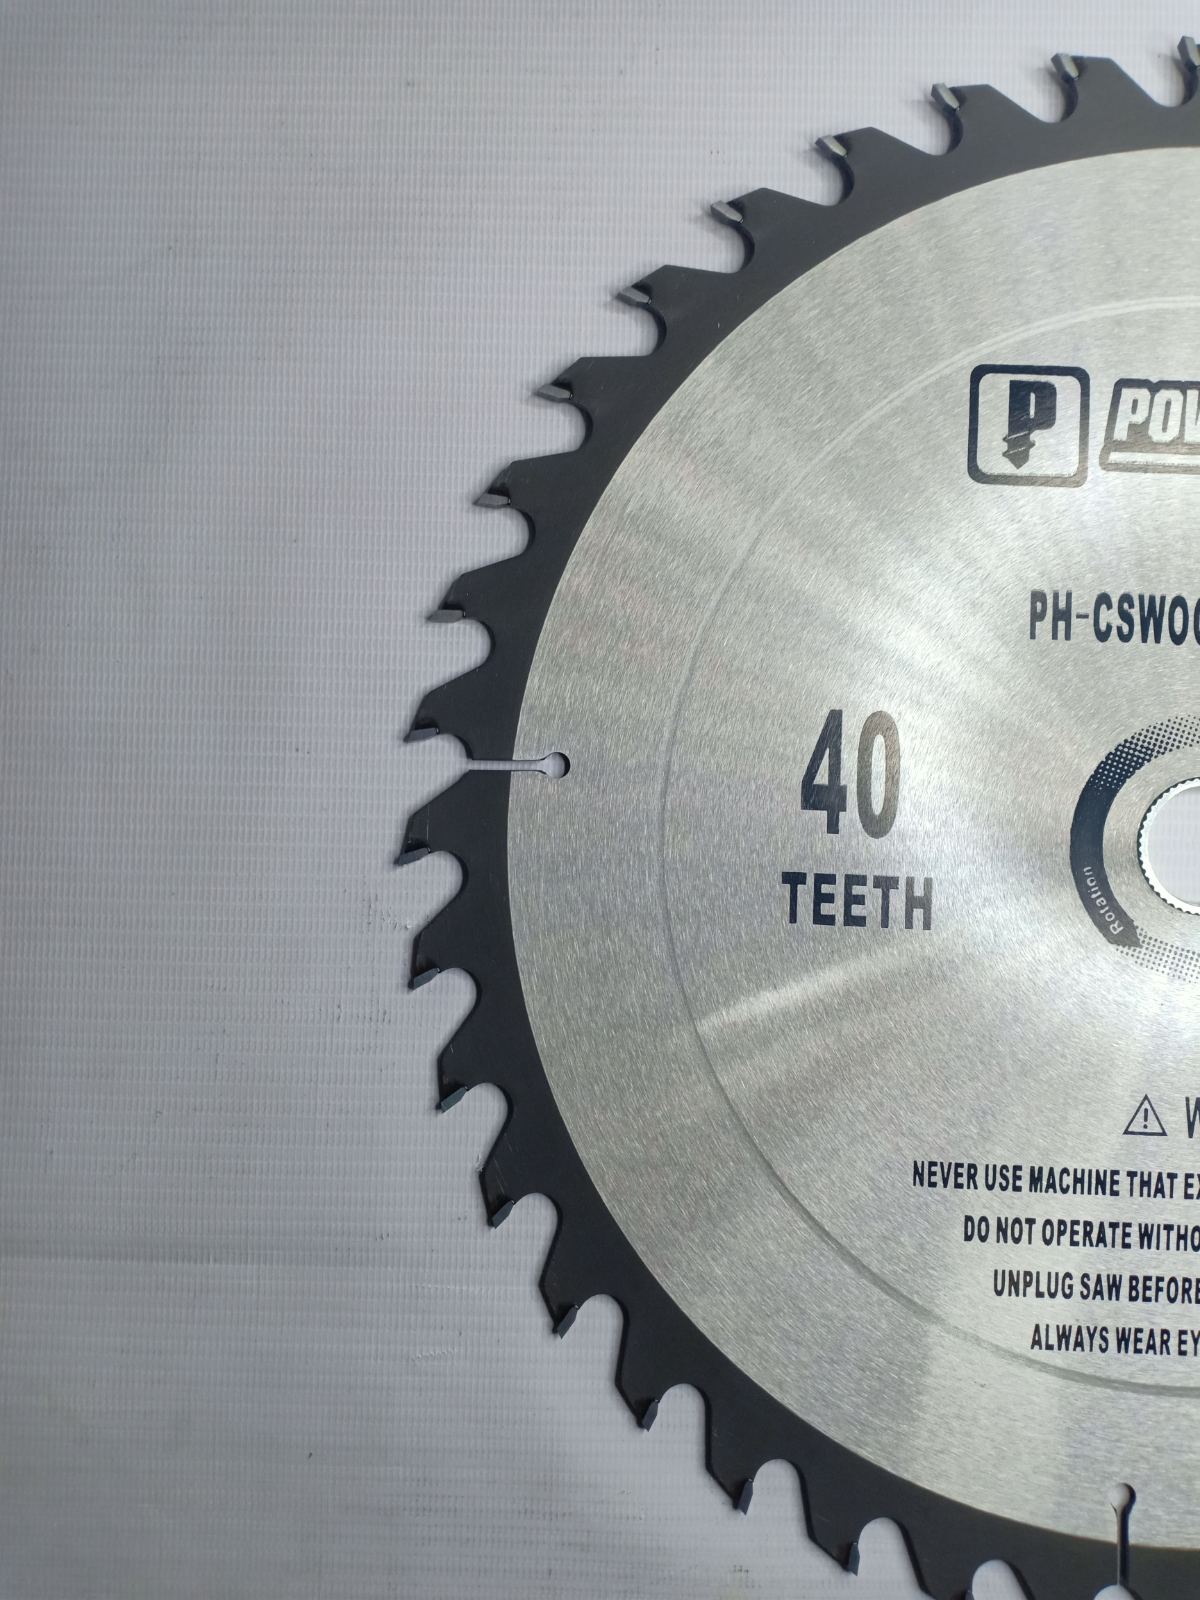 P
POW
PH-CSWO
40
TEETH
Rotation
W
NEVER USE MACHINE THAT EX
DO NOT OPERATE WITHO
UNPLUG SAW BEFORE
ALWAYS WEAR EY